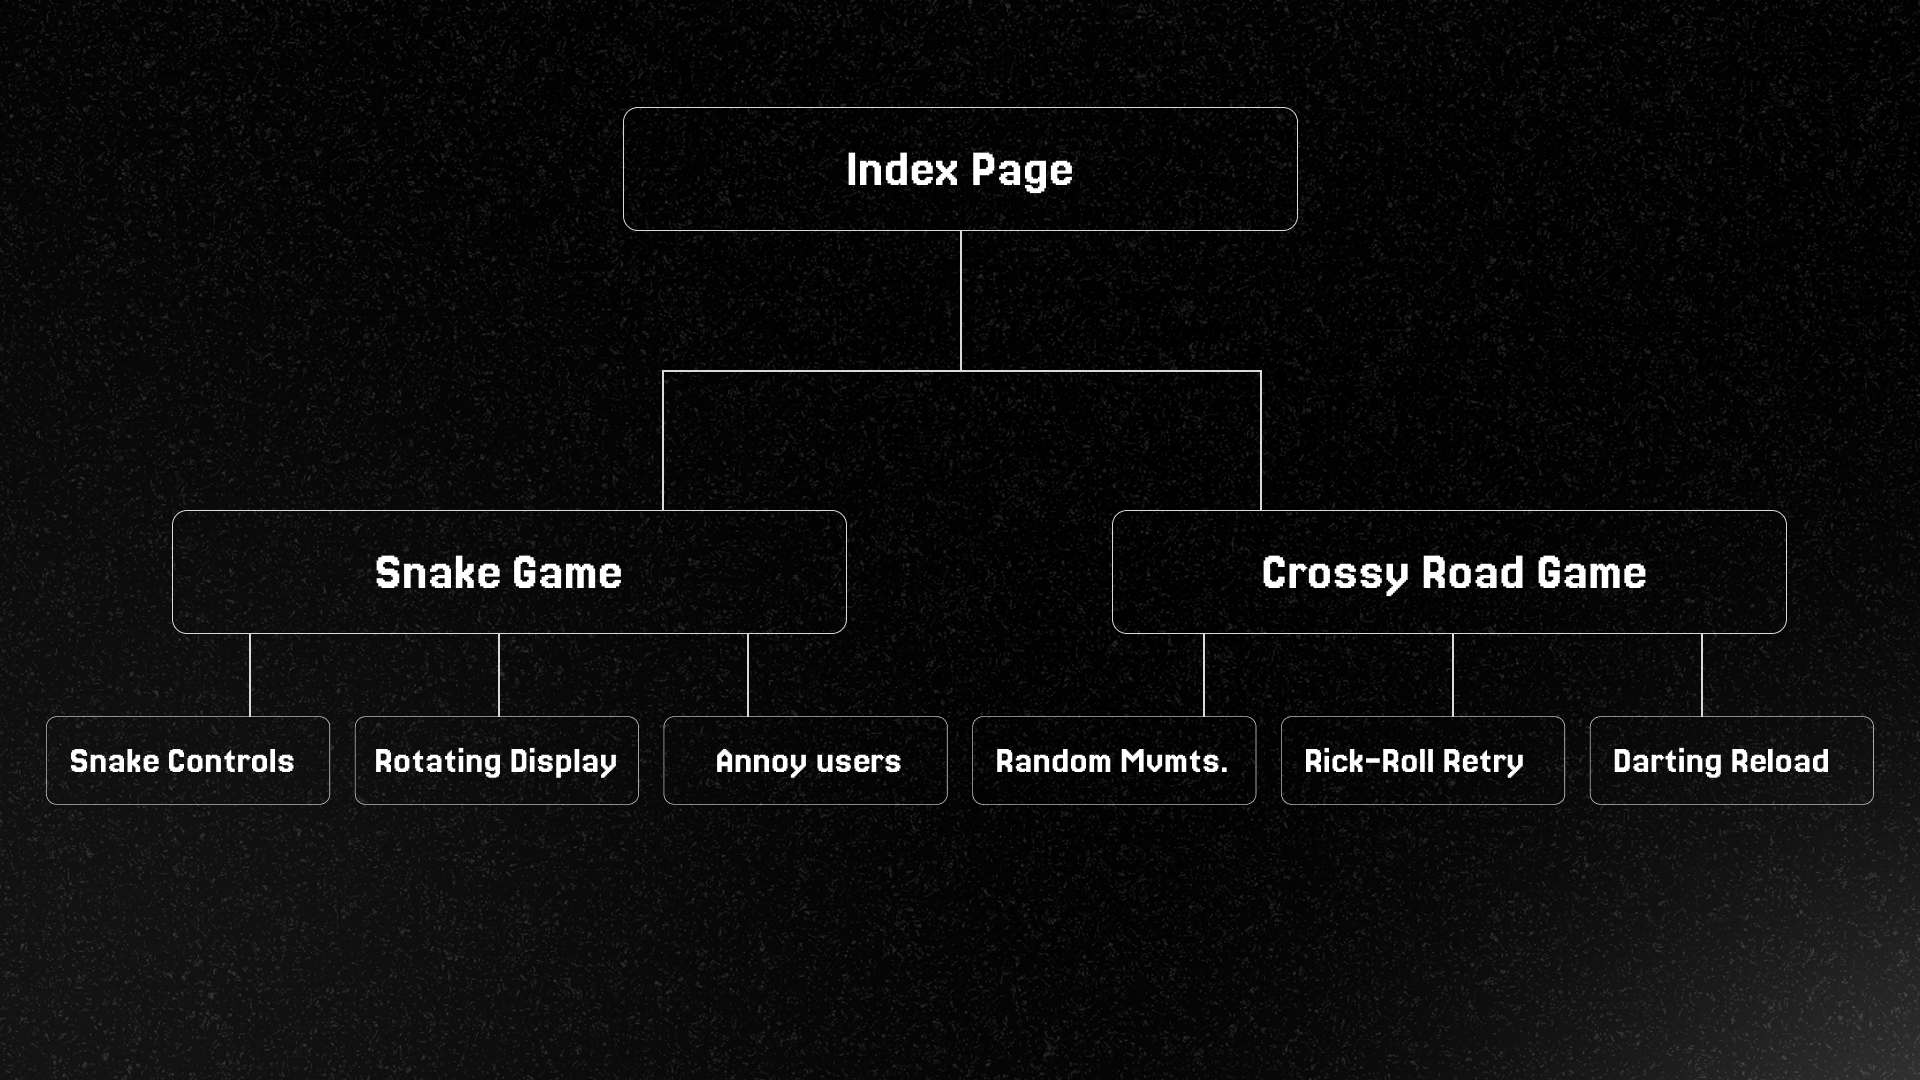 Index Page
Snake Game
Crossy Road Game
Snake Controls
Rotating Display
Annoy users
Random Mvmts.
Rick-Roll Retry
Darting Reload